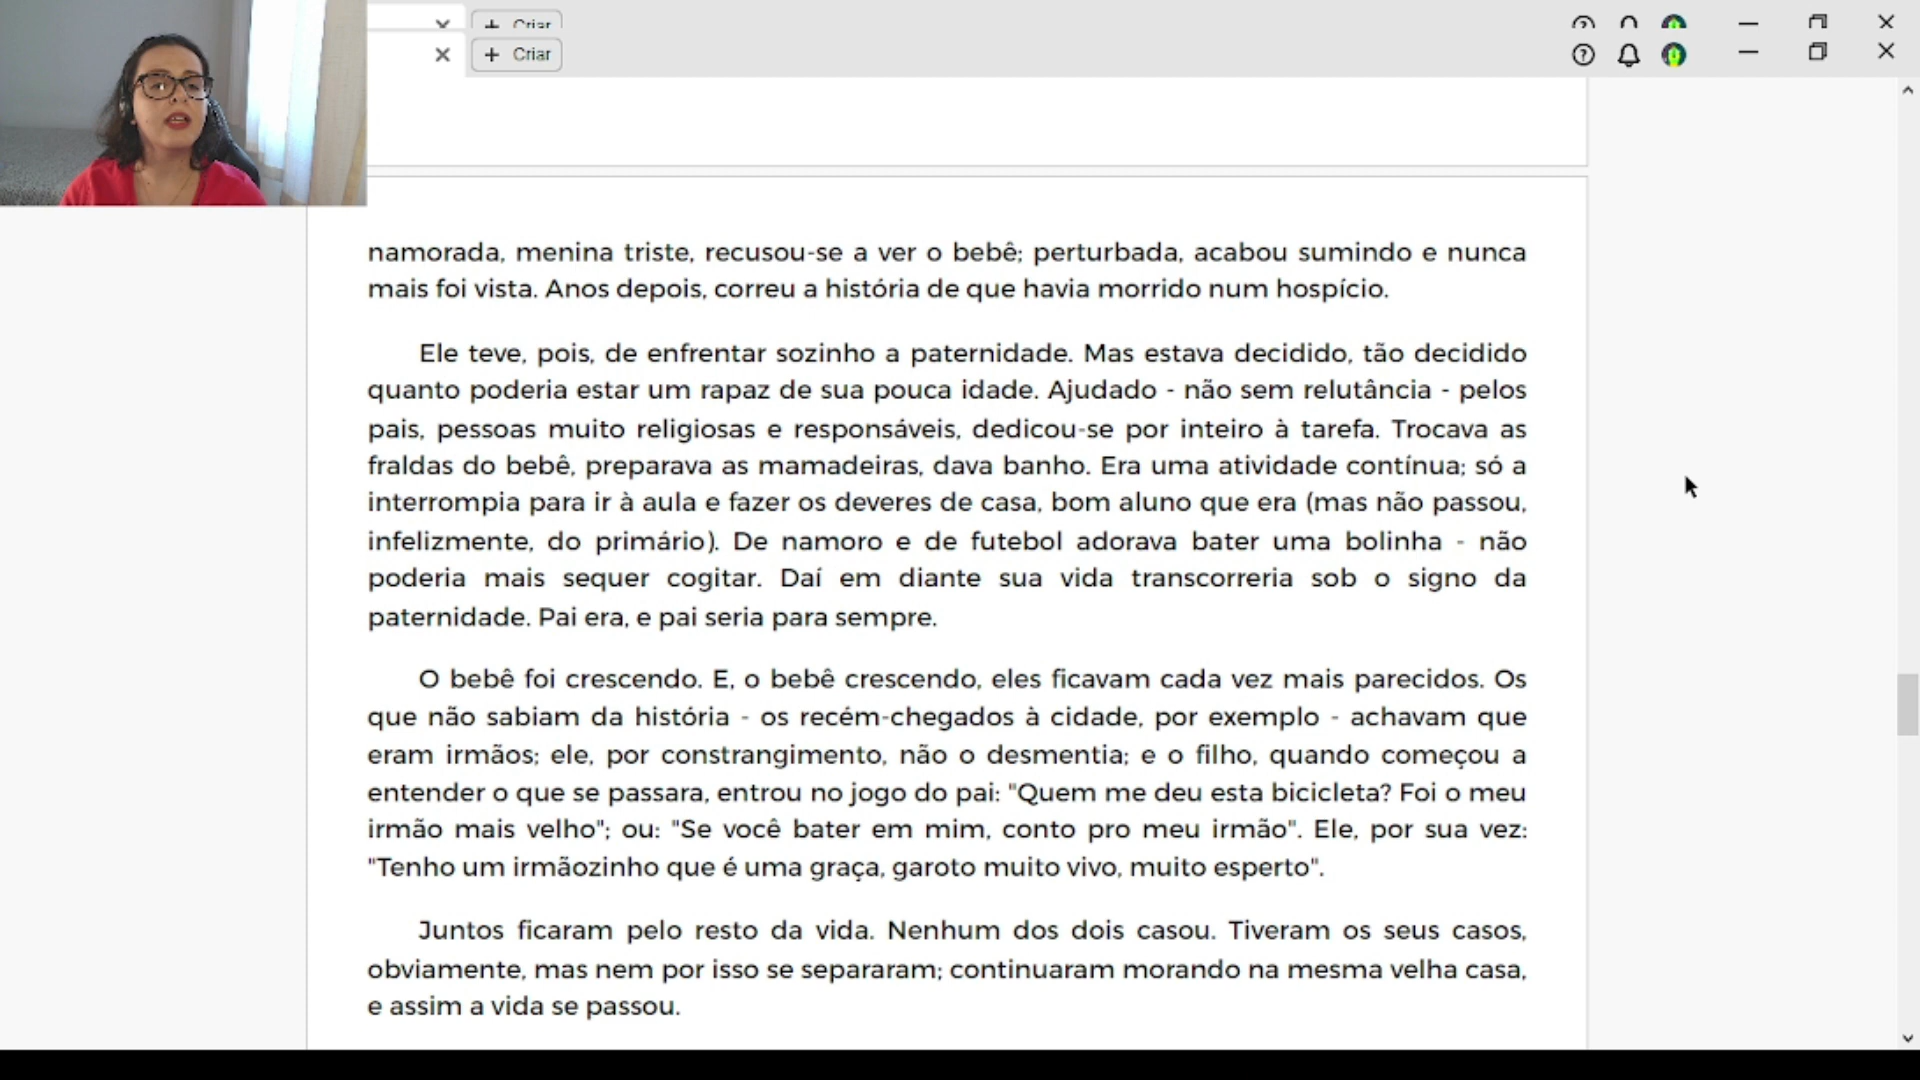 Criar
Criar
namorada, menina triste, recusou-se a ver o bebê; perturbada, acabou sumindo e nunca
mais foi vista. Anos depois, correu a história de que havia morrido num hospício.
Ele teve, pois, de enfrentar sozinho a paternidade. Mas estava decidido, tão decidido
quanto poderia estar um rapaz de sua pouca idade. Ajudado - não sem relutância - pelos
pais, pessoas muito religiosas e responsáveis, dedicou-se por inteiro à tarefa. Trocava as
fraldas do bebê, preparava as mamadeiras, dava banho. Era uma atividade contínua; só a
interrompia para ir à aula e fazer os deveres de casa, bom aluno que era (mas não passou,
infelizmente, do primário). De namoro e de futebol adorava bater uma bolinha - não
poderia mais sequer cogitar. Daí em diante sua vida transcorreria sob o signo da
paternidade. Pai era, e pai seria para sempre.
O bebê foi crescendo. E, o bebê crescendo, eles ficavam cada vez mais parecidos. Os
que não sabiam da história - os recém-chegados à cidade, por exemplo - achavam que
eram irmãos; ele, por constrangimento, não o desmentia; e o filho, quando começou a
entender o que se passara, entrou no jogo do pai: "Quem me deu esta bicicleta? Foi o meu
irmão mais velho"; ou: "Se você bater em mim, conto pro meu irmão". Ele, por sua vez:
"Tenho um irmãozinho que é uma graça, garoto muito vivo, muito esperto".
Juntos ficaram pelo resto da vida. Nenhum dos dois casou. Tiveram os seus casos,
obviamente, mas nem por isso se separaram; continuaram morando na mesma velha casa,
e assim a vida se passou.